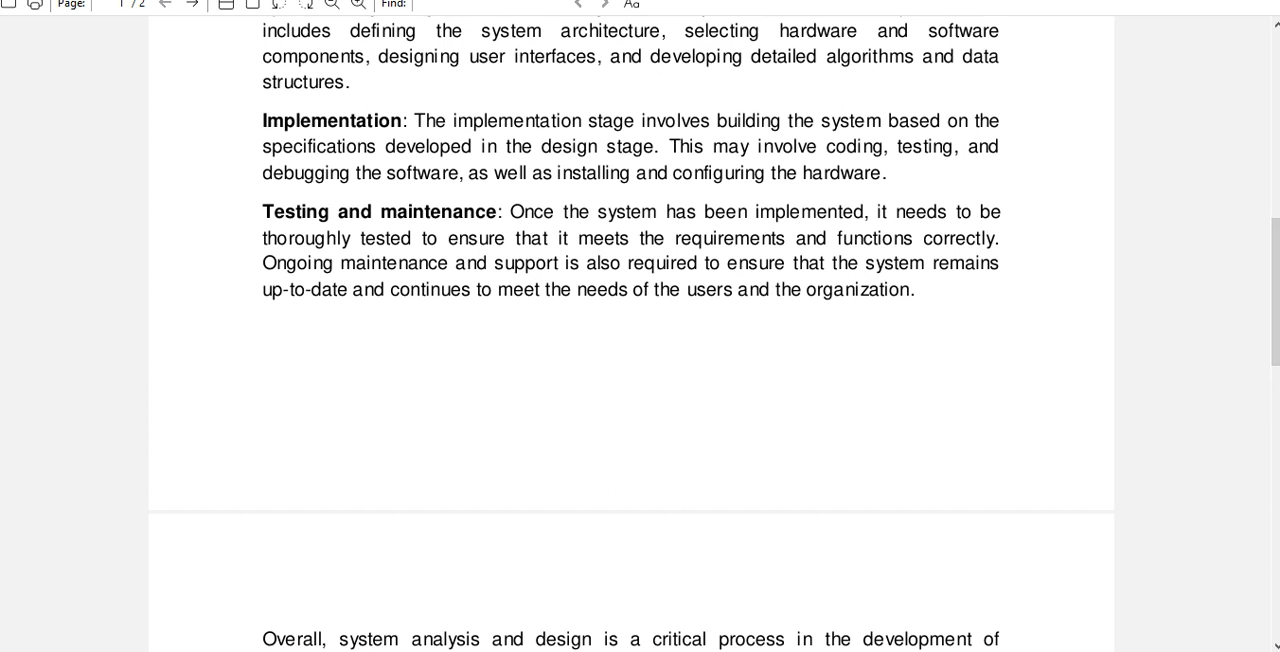 Page: 1 / 2 Find: Aa
includes defining the system architecture, selecting hardware and software
components, designing user interfaces, and developing detailed algorithms and data
structures.
Implementation: The implementation stage involves building the system based on the
specifications developed in the design stage. This may involve coding, testing, and
debugging the software, as well as installing and configuring the hardware.
Testing and maintenance: Once the system has been implemented, it needs to be
thoroughly tested to ensure that it meets the requirements and functions correctly.
Ongoing maintenance and support is also required to ensure that the system remains
up-to-date and continues to meet the needs of the users and the organization.
Overall, system analysis and design is a critical process in the development of